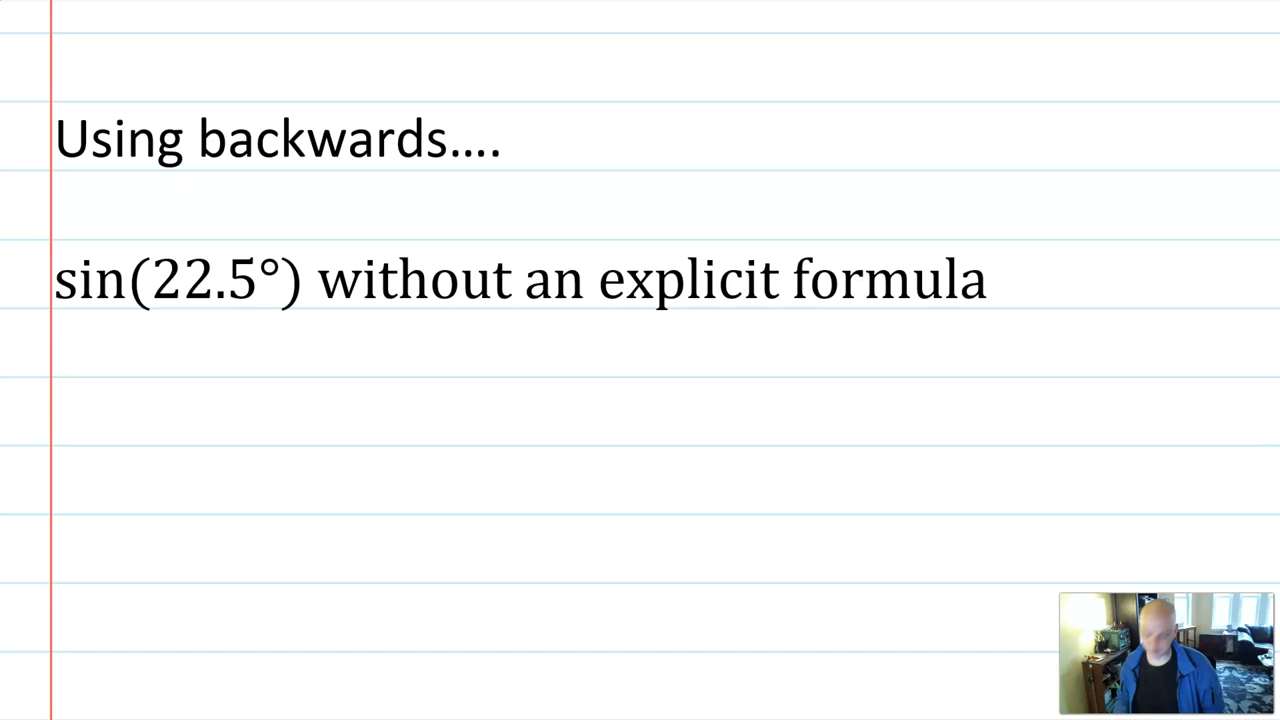 Using backwards....
sin(22.5°) without an explicit formula